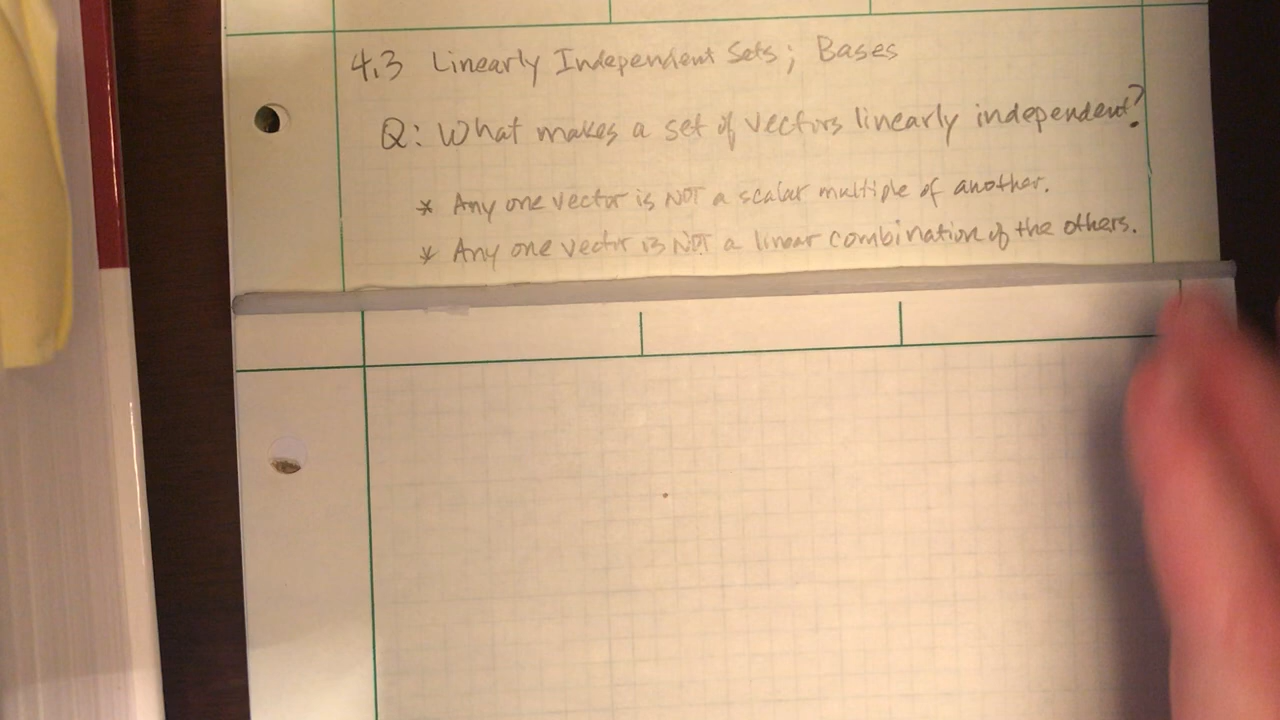 4.3 Linearly Independent Sets; Bases
Q: What makes a set of vectors linearly independent?
* Any one vector is NOT a scalar multiple of another.
* Any one vector is NOT a linear combination of the others.